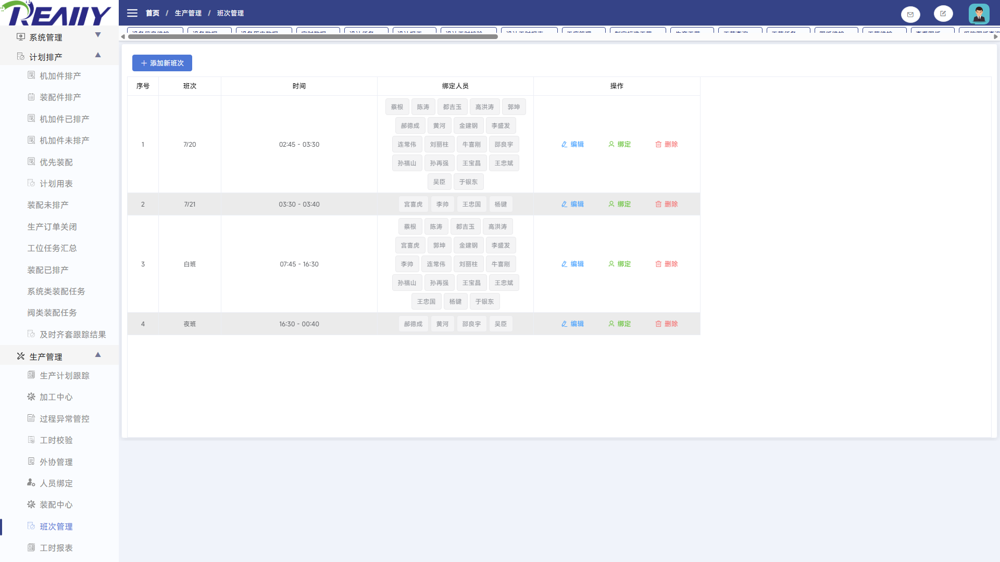 REAIIY
首页 / 生产管理 / 班次管理
系统管理
计划排产
机加件排产
装配件排产
机加件已排产
机加件未排产
优先装配
计划用表
装配未排产
生产订单关闭
工位任务汇总
装配已排产
系统类装配任务
阀类装配任务
及时齐套跟踪结果
生产管理
生产计划跟踪
加工中心
过程异常管控
工时校验
外协管理
人员绑定
装配中心
班次管理
工时报表
添加新班次
序号 班次 时间 绑定人员 操作
蔡根 陈涛 都吉玉 高洪涛 郭坤
郝德成 黄河 金建钢 李盛发
1 7/20 02:45 - 03:30 连常伟 刘丽柱 牛喜刚 邵良宇 编辑 绑定 删除
孙福山 孙再强 王宝昌 王忠斌
吴臣 于银东
2 7/21 03:30 - 03:40 宫喜虎 李帅 王忠国 杨键 编辑 绑定 删除
蔡根 陈涛 都吉玉 高洪涛
宫喜虎 郭坤 金建钢 李盛发
3 白班 07:45 - 16:30 李帅 连常伟 刘丽柱 牛喜刚 编辑 绑定 删除
孙福山 孙再强 王宝昌 王忠斌
王忠国 杨键 于银东
4 夜班 16:30 - 00:40 郝德成 黄河 邵良宇 吴臣 编辑 绑定 删除